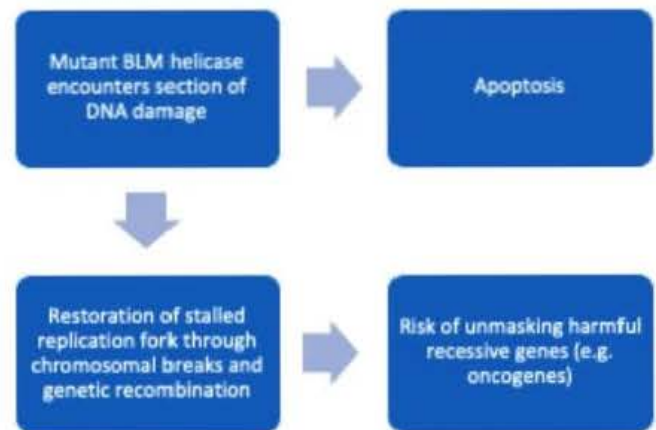 Mutant BLM helicase
encounters section of
DNA damage
Apoptosis
Restoration of stalled
replication fork through
chromosomal breaks and
genetic recombination
Risk of unmasking harmful
recessive genes (e.g.
oncogenes)